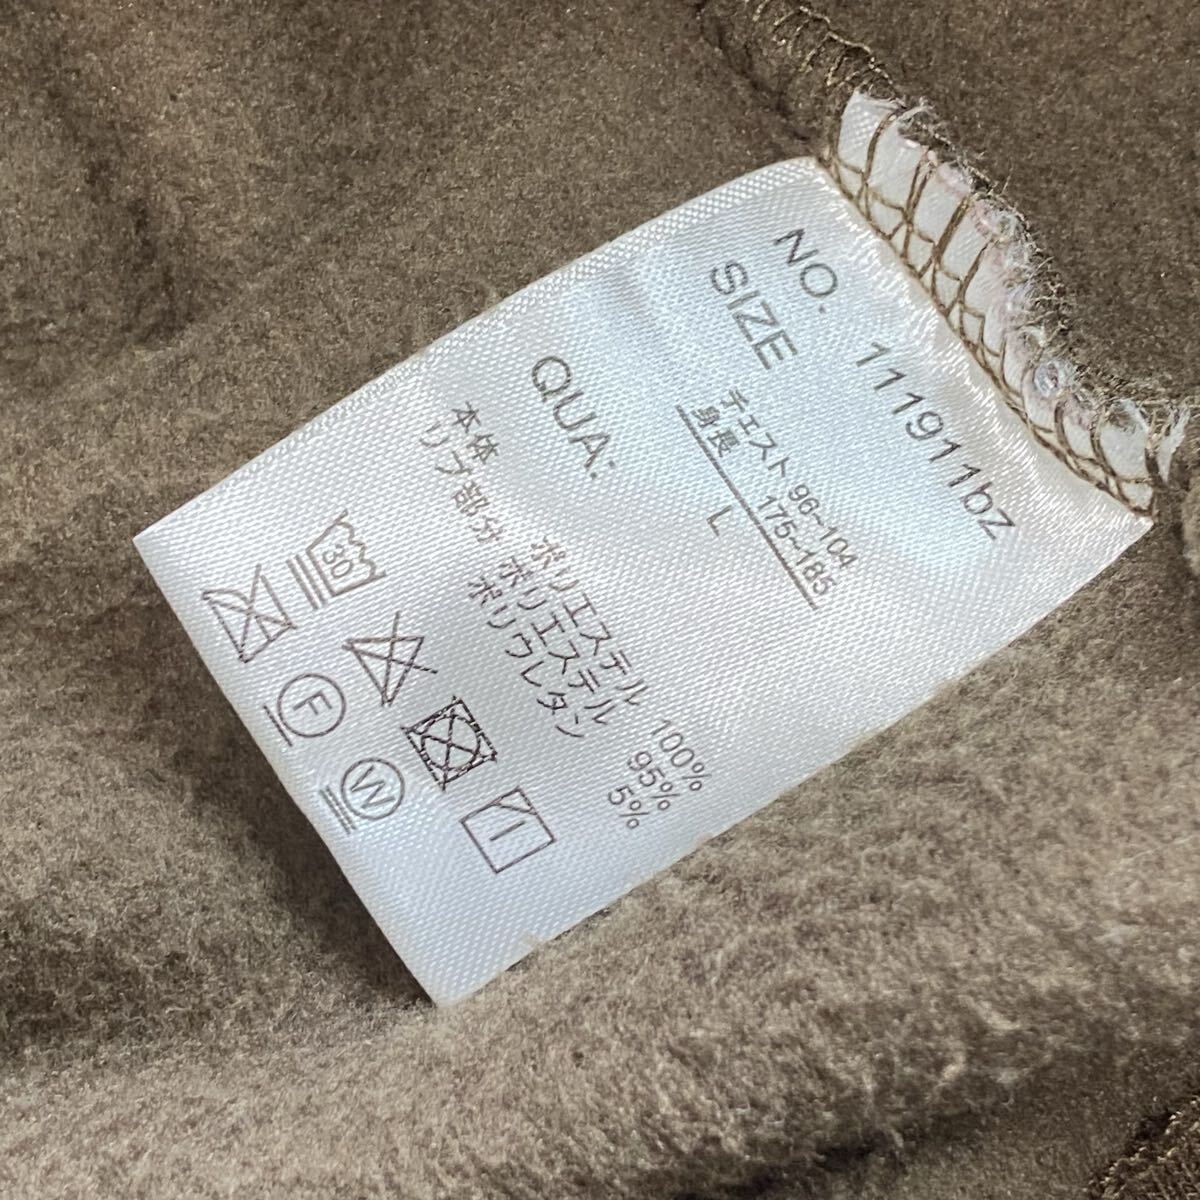 NO. 111911bz
SIZE
チェスト 96~104
身長 175~185
L
QUA:
本体 ポリエステル 100%
リブ部分 ポリエステル 95%
ポリウレタン 5%
30
F
W